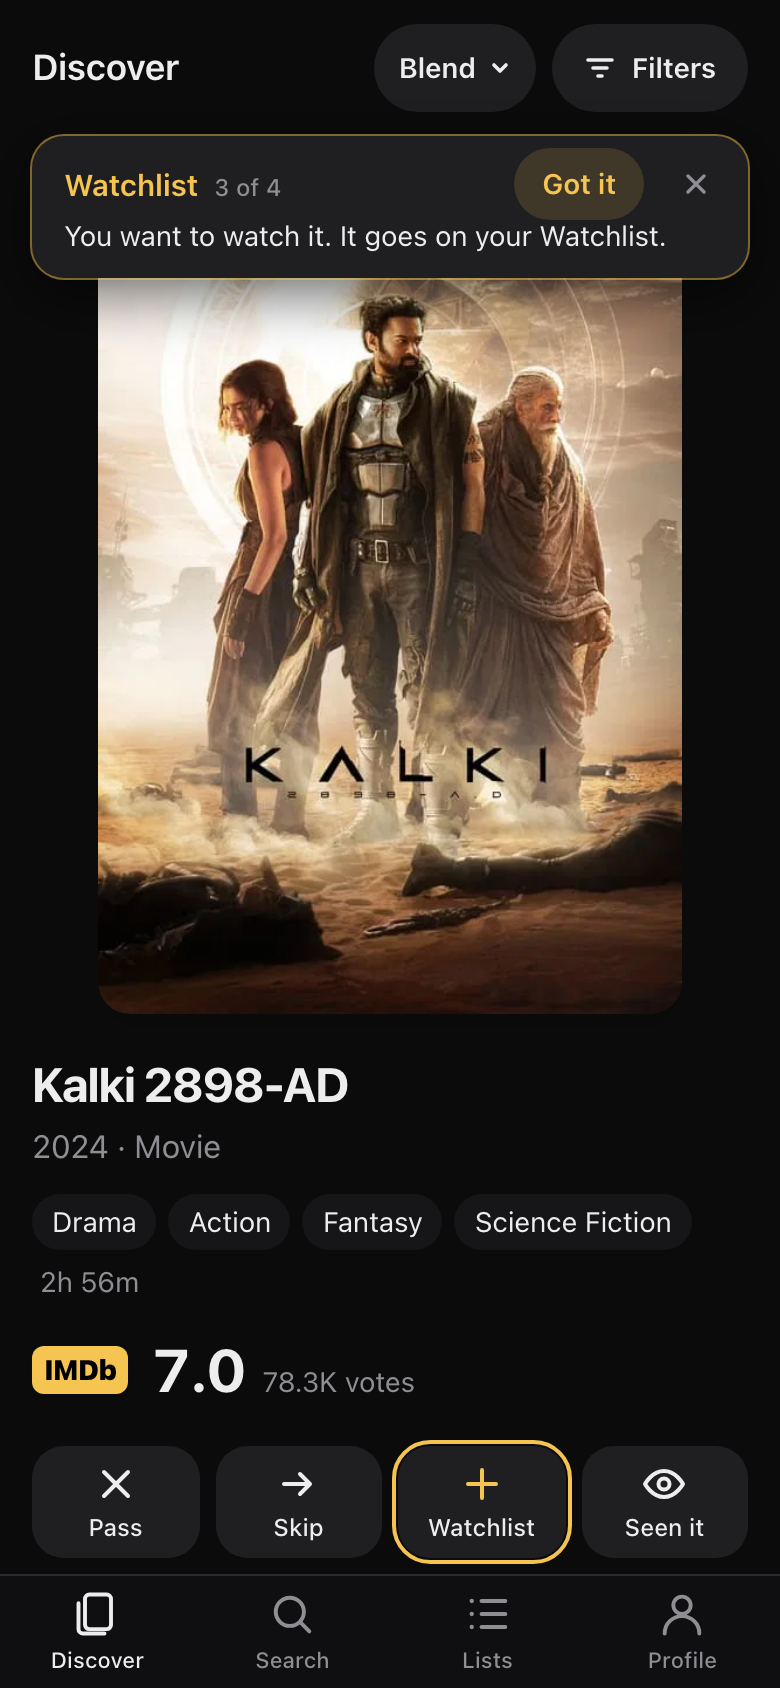 Discover
Blend
Filters
Watchlist 3 of 4
Got it
You want to watch it. It goes on your Watchlist.
KALKI
2898-AD
Kalki 2898-AD
2024 · Movie
Drama
Action
Fantasy
Science Fiction
2h 56m
IMDb 7.0 78.3K votes
Pass
Skip
Watchlist
Seen it
Discover
Search
Lists
Profile